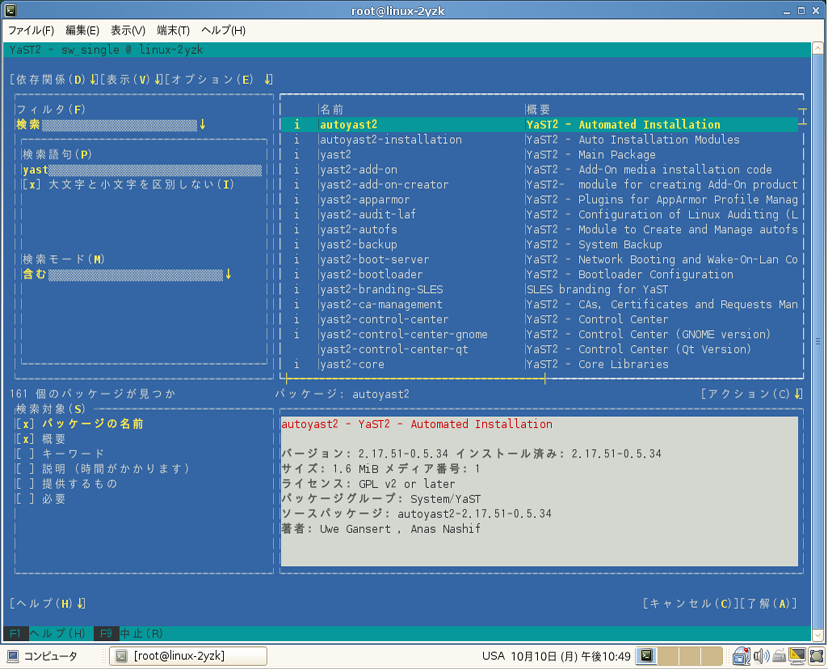 root@linux-2yzk
ファイル(F) 編集(E) 表示(V) 端末(T) ヘルプ(H)
YaST2 - sw_single @ linux-2yzk
[依存関係(D)↓][表示(V)↓][オプション(E) ↓]
フィルタ(F)
検索↓
検索語句(P)
yast
[x] 大文字と小文字を区別しない(I)
検索モード(M)
含む↓
名前 概要
i autoyast2 YaST2 - Automated Installation
i autoyast2-installation YaST2 - Auto Installation Modules
i yast2 YaST2 - Main Package
i yast2-add-on YaST2 - Add-On media installation code
i yast2-add-on-creator YaST2- module for creating Add-On product
i yast2-apparmor YaST2 - Plugins for AppArmor Profile Manag
i yast2-audit-laf YaST2 - Configuration of Linux Auditing (L
i yast2-autofs YaST2 - Module to Create and Manage autofs
i yast2-backup YaST2 - System Backup
i yast2-boot-server YaST2 - Network Booting and Wake-On-Lan Co
i yast2-bootloader YaST2 - Bootloader Configuration
i yast2-branding-SLES SLES branding for YaST
i yast2-ca-management YaST2 - CAs, Certificates and Requests Man
i yast2-control-center YaST2 - Control Center
i yast2-control-center-gnome YaST2 - Control Center (GNOME version)
yast2-control-center-qt YaST2 - Control Center (Qt Version)
i yast2-core YaST2 - Core Libraries
161 個のパッケージが見つか
パッケージ: autoyast2 [アクション(C)↓]
検索対象(S)
[x] パッケージの名前
[x] 概要
[ ] キーワード
[ ] 説明 (時間がかかります)
[ ] 提供するもの
[ ] 必要
autoyast2 - YaST2 - Automated Installation
バージョン: 2.17.51-0.5.34 インストール済み: 2.17.51-0.5.34
サイズ: 1.6 MiB メディア番号: 1
ライセンス: GPL v2 or later
パッケージグループ: System/YaST
ソースパッケージ: autoyast2-2.17.51-0.5.34
著者: Uwe Gansert , Anas Nashif
[ヘルプ(H)↓] [キャンセル(C)][了解(A)]
F1 ヘルプ(H) F9 中止(R)
コンピュータ [root@linux-2yzk] USA 10月10日 (月) 午後10:49